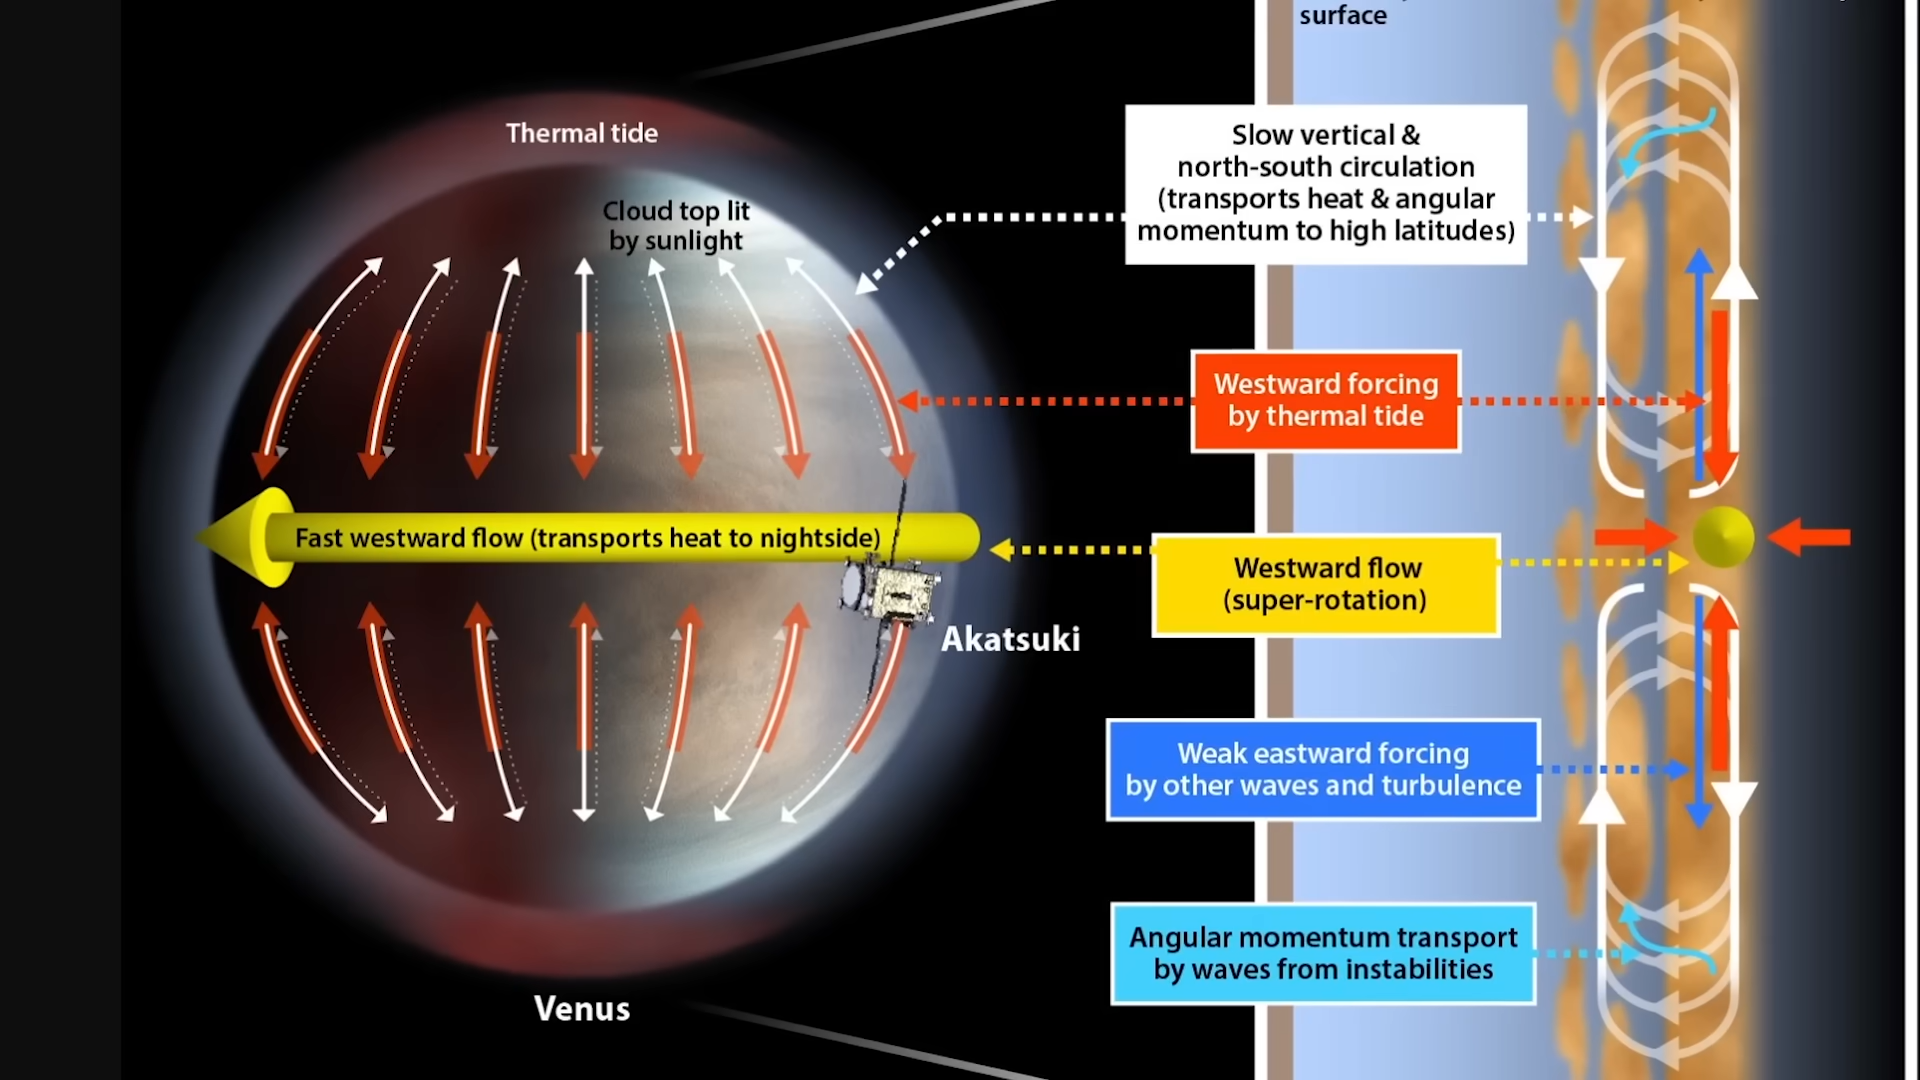 surface
Thermal tide
Cloud top lit
by sunlight
Slow vertical &
north-south circulation
(transports heat & angular
momentum to high latitudes)
Westward forcing
by thermal tide
Fast westward flow (transports heat to nightside)
Westward flow
(super-rotation)
Akatsuki
Weak eastward forcing
by other waves and turbulence
Angular momentum transport
by waves from instabilities
Venus